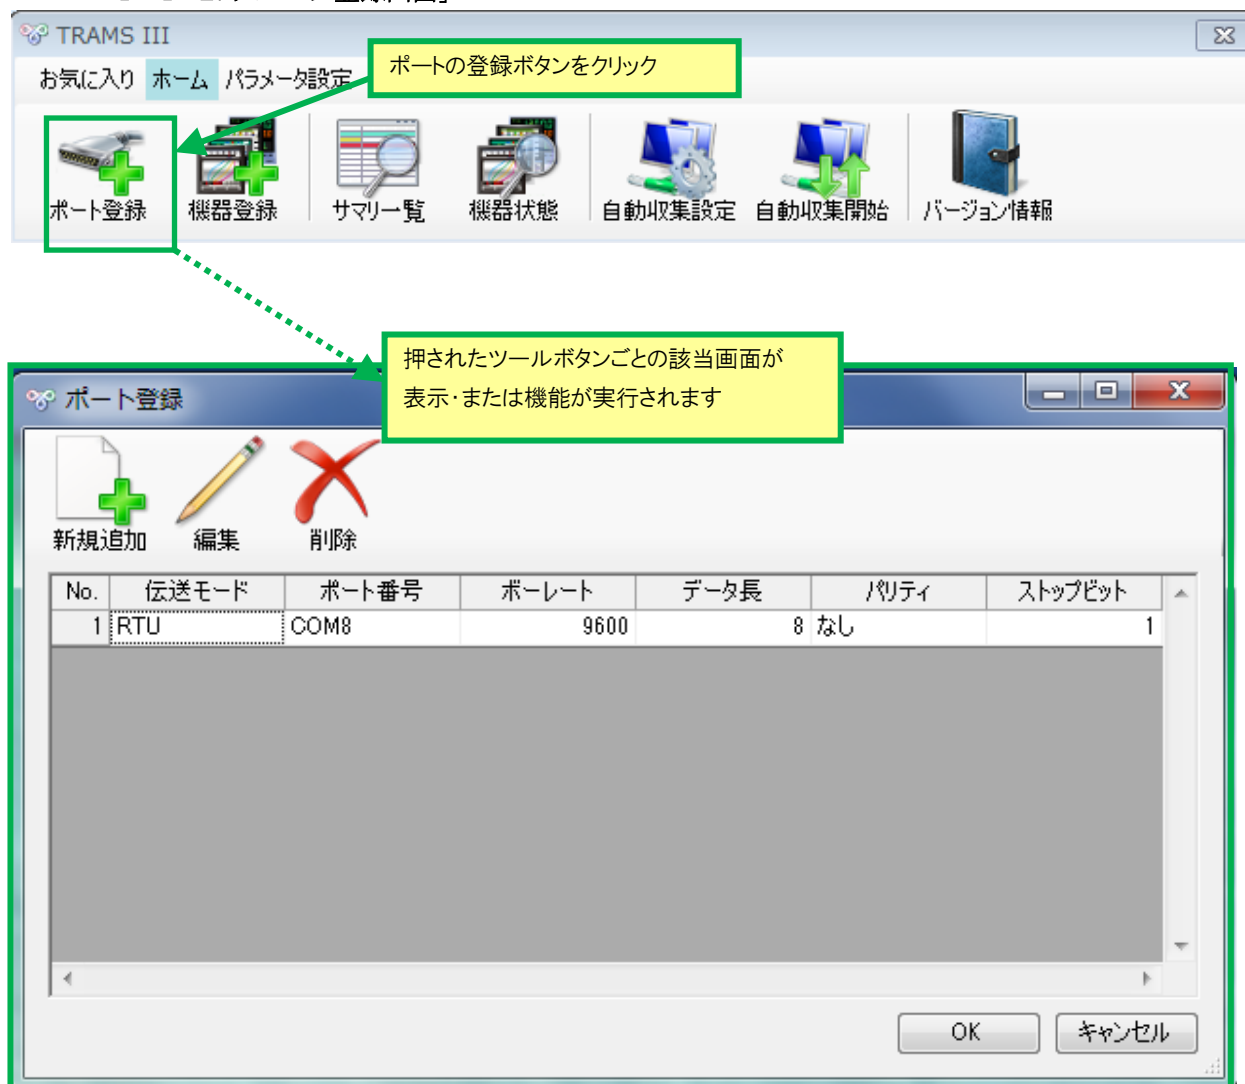 TRAMS III
ポートの登録ボタンをクリック
お気に入り ホーム パラメータ設定
ポート登録 機器登録 サマリ一覧 機器状態 自動収集設定 自動収集開始 バージョン情報
押されたツールボタンごとの該当画面が
表示・または機能が実行されます
ポート登録
新規追加 編集 削除
No. 伝送モード ポート番号 ボーレート データ長 パリティ ストップビット
1 RTU COM8 9600 8 なし 1
OK キャンセル